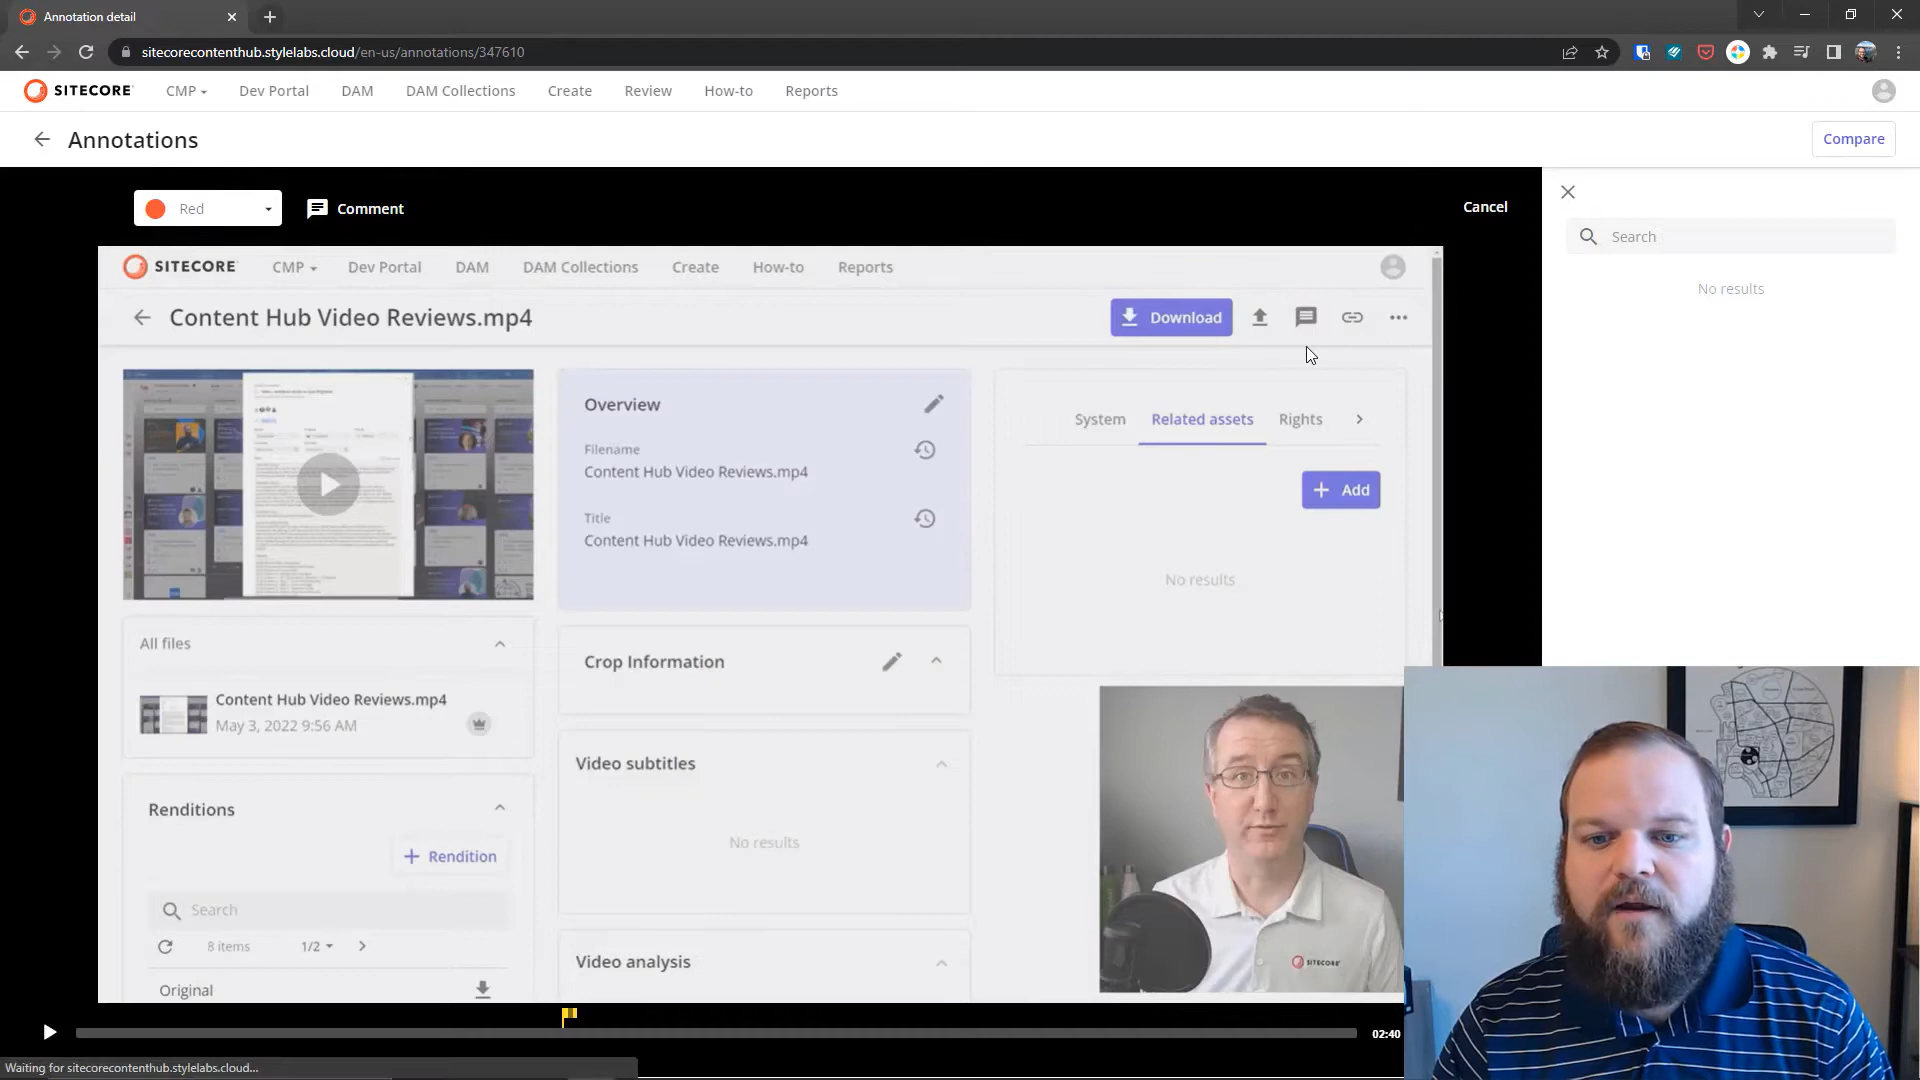 Annotation detail
sitecorecontenthub.stylelabs.cloud/en-us/annotations/347610
SITECORE CMP Dev Portal DAM DAM Collections Create Review How-to Reports
Annotations
Compare
Red
Comment
Cancel
Search
No results
SITECORE CMP Dev Portal DAM DAM Collections Create How-to Reports
Content Hub Video Reviews.mp4
Download
Overview
Filename
Content Hub Video Reviews.mp4
Title
Content Hub Video Reviews.mp4
System Related assets Rights
Add
No results
All files
Content Hub Video Reviews.mp4
May 3, 2022 9:56 AM
Crop Information
Video subtitles
No results
Renditions
Rendition
Search
8 items 1/2
Original
Video analysis
SITECORE
02:40
Waiting for sitecorecontenthub.stylelabs.cloud...